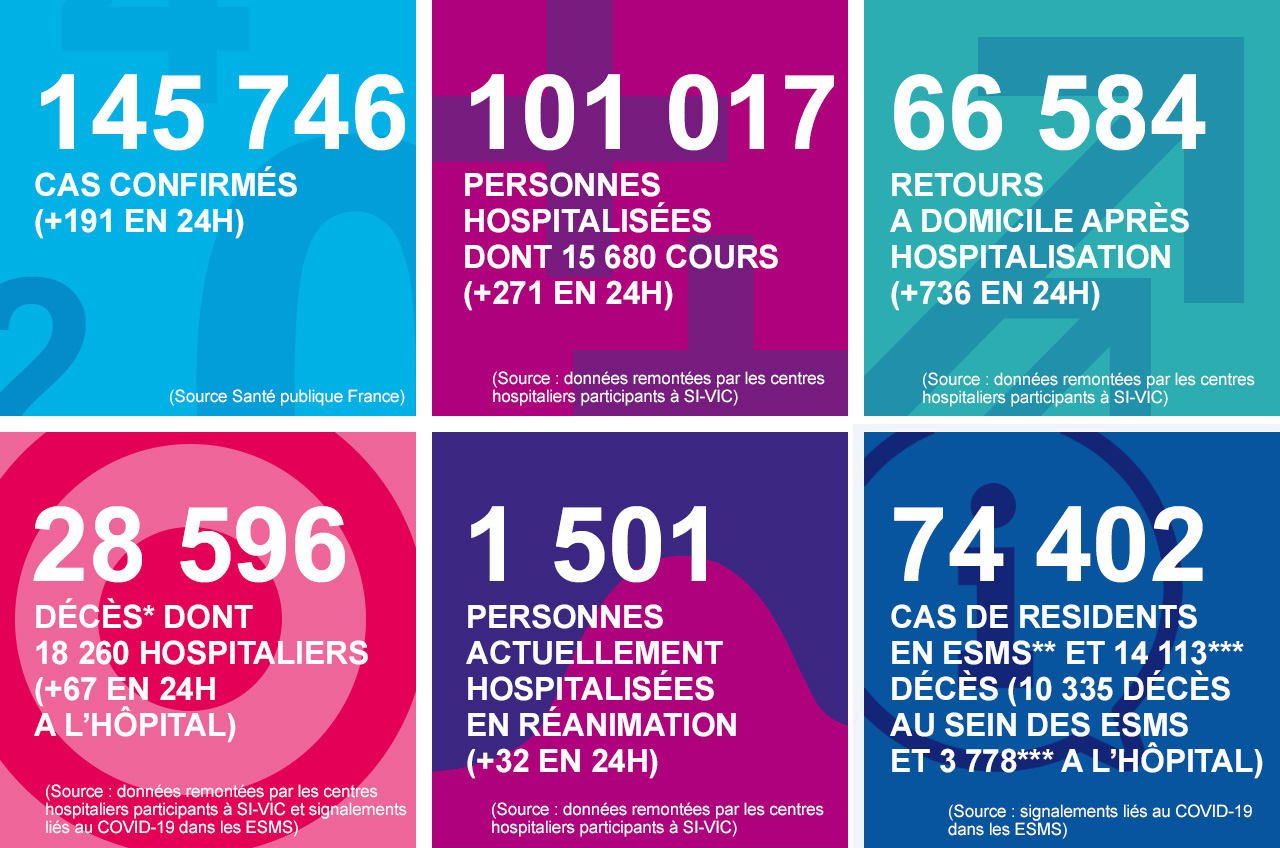 145 746
CAS CONFIRMÉS
(+191 EN 24H)
(Source Santé publique France)
101 017
PERSONNES
HOSPITALISÉES
DONT 15 680 COURS
(+271 EN 24H)
(Source : données remontées par les centres
hospitaliers participants à SI-VIC)
66 584
RETOURS
A DOMICILE APRÈS
HOSPITALISATION
(+736 EN 24H)
(Source : données remontées par les centres
hospitaliers participants à SI-VIC)
28 596
DÉCÈS* DONT
18 260 HOSPITALIERS
(+67 EN 24H
A L’HÔPITAL)
(Source : données remontées par les centres
hospitaliers participants à SI-VIC et signalements
liés au COVID-19 dans les ESMS)
1 501
PERSONNES
ACTUELLEMENT
HOSPITALISÉES
EN RÉANIMATION
(+32 EN 24H)
(Source : données remontées par les centres
hospitaliers participants à SI-VIC)
74 402
CAS DE RESIDENTS
EN ESMS** ET 14 113***
DÉCÈS (10 335 DÉCÈS
AU SEIN DES ESMS
ET 3 778*** A L’HÔPITAL)
(Source : signalements liés au COVID-19
dans les ESMS)